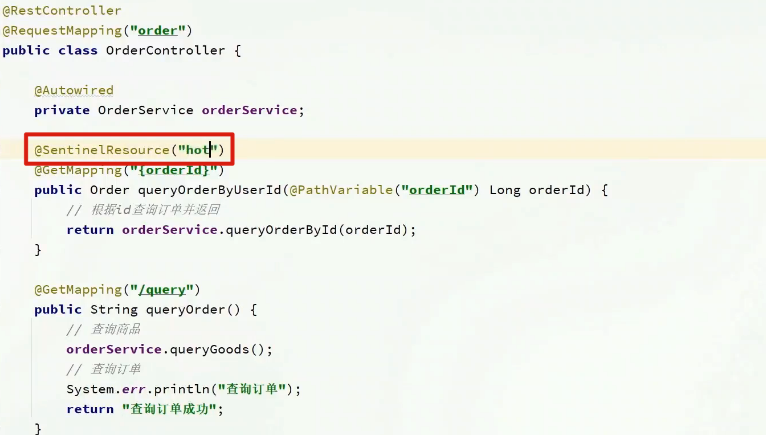 @RestController
@RequestMapping("order")
public class OrderController {
@Autowired
private OrderService orderService;
@SentinelResource("hot")
@GetMapping("{orderId}")
public Order queryOrderByUserId(@PathVariable("orderId") Long orderId) {
// 根据id查询订单并返回
return orderService.queryOrderById(orderId);
}
@GetMapping("/query")
public String queryOrder() {
// 查询商品
orderService.queryGoods();
// 查询订单
System.err.println("查询订单");
return "查询订单成功";
}